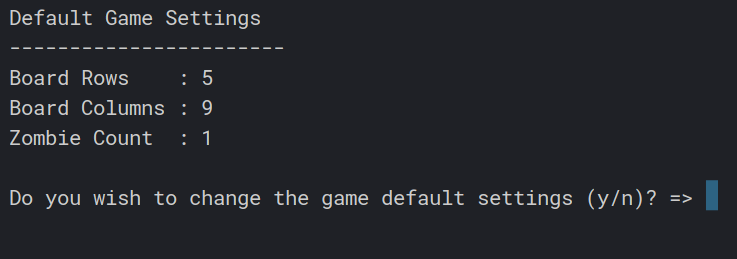 Default Game Settings
-----------------------
Board Rows    : 5
Board Columns : 9
Zombie Count  : 1
Do you wish to change the game default settings (y/n)? =>